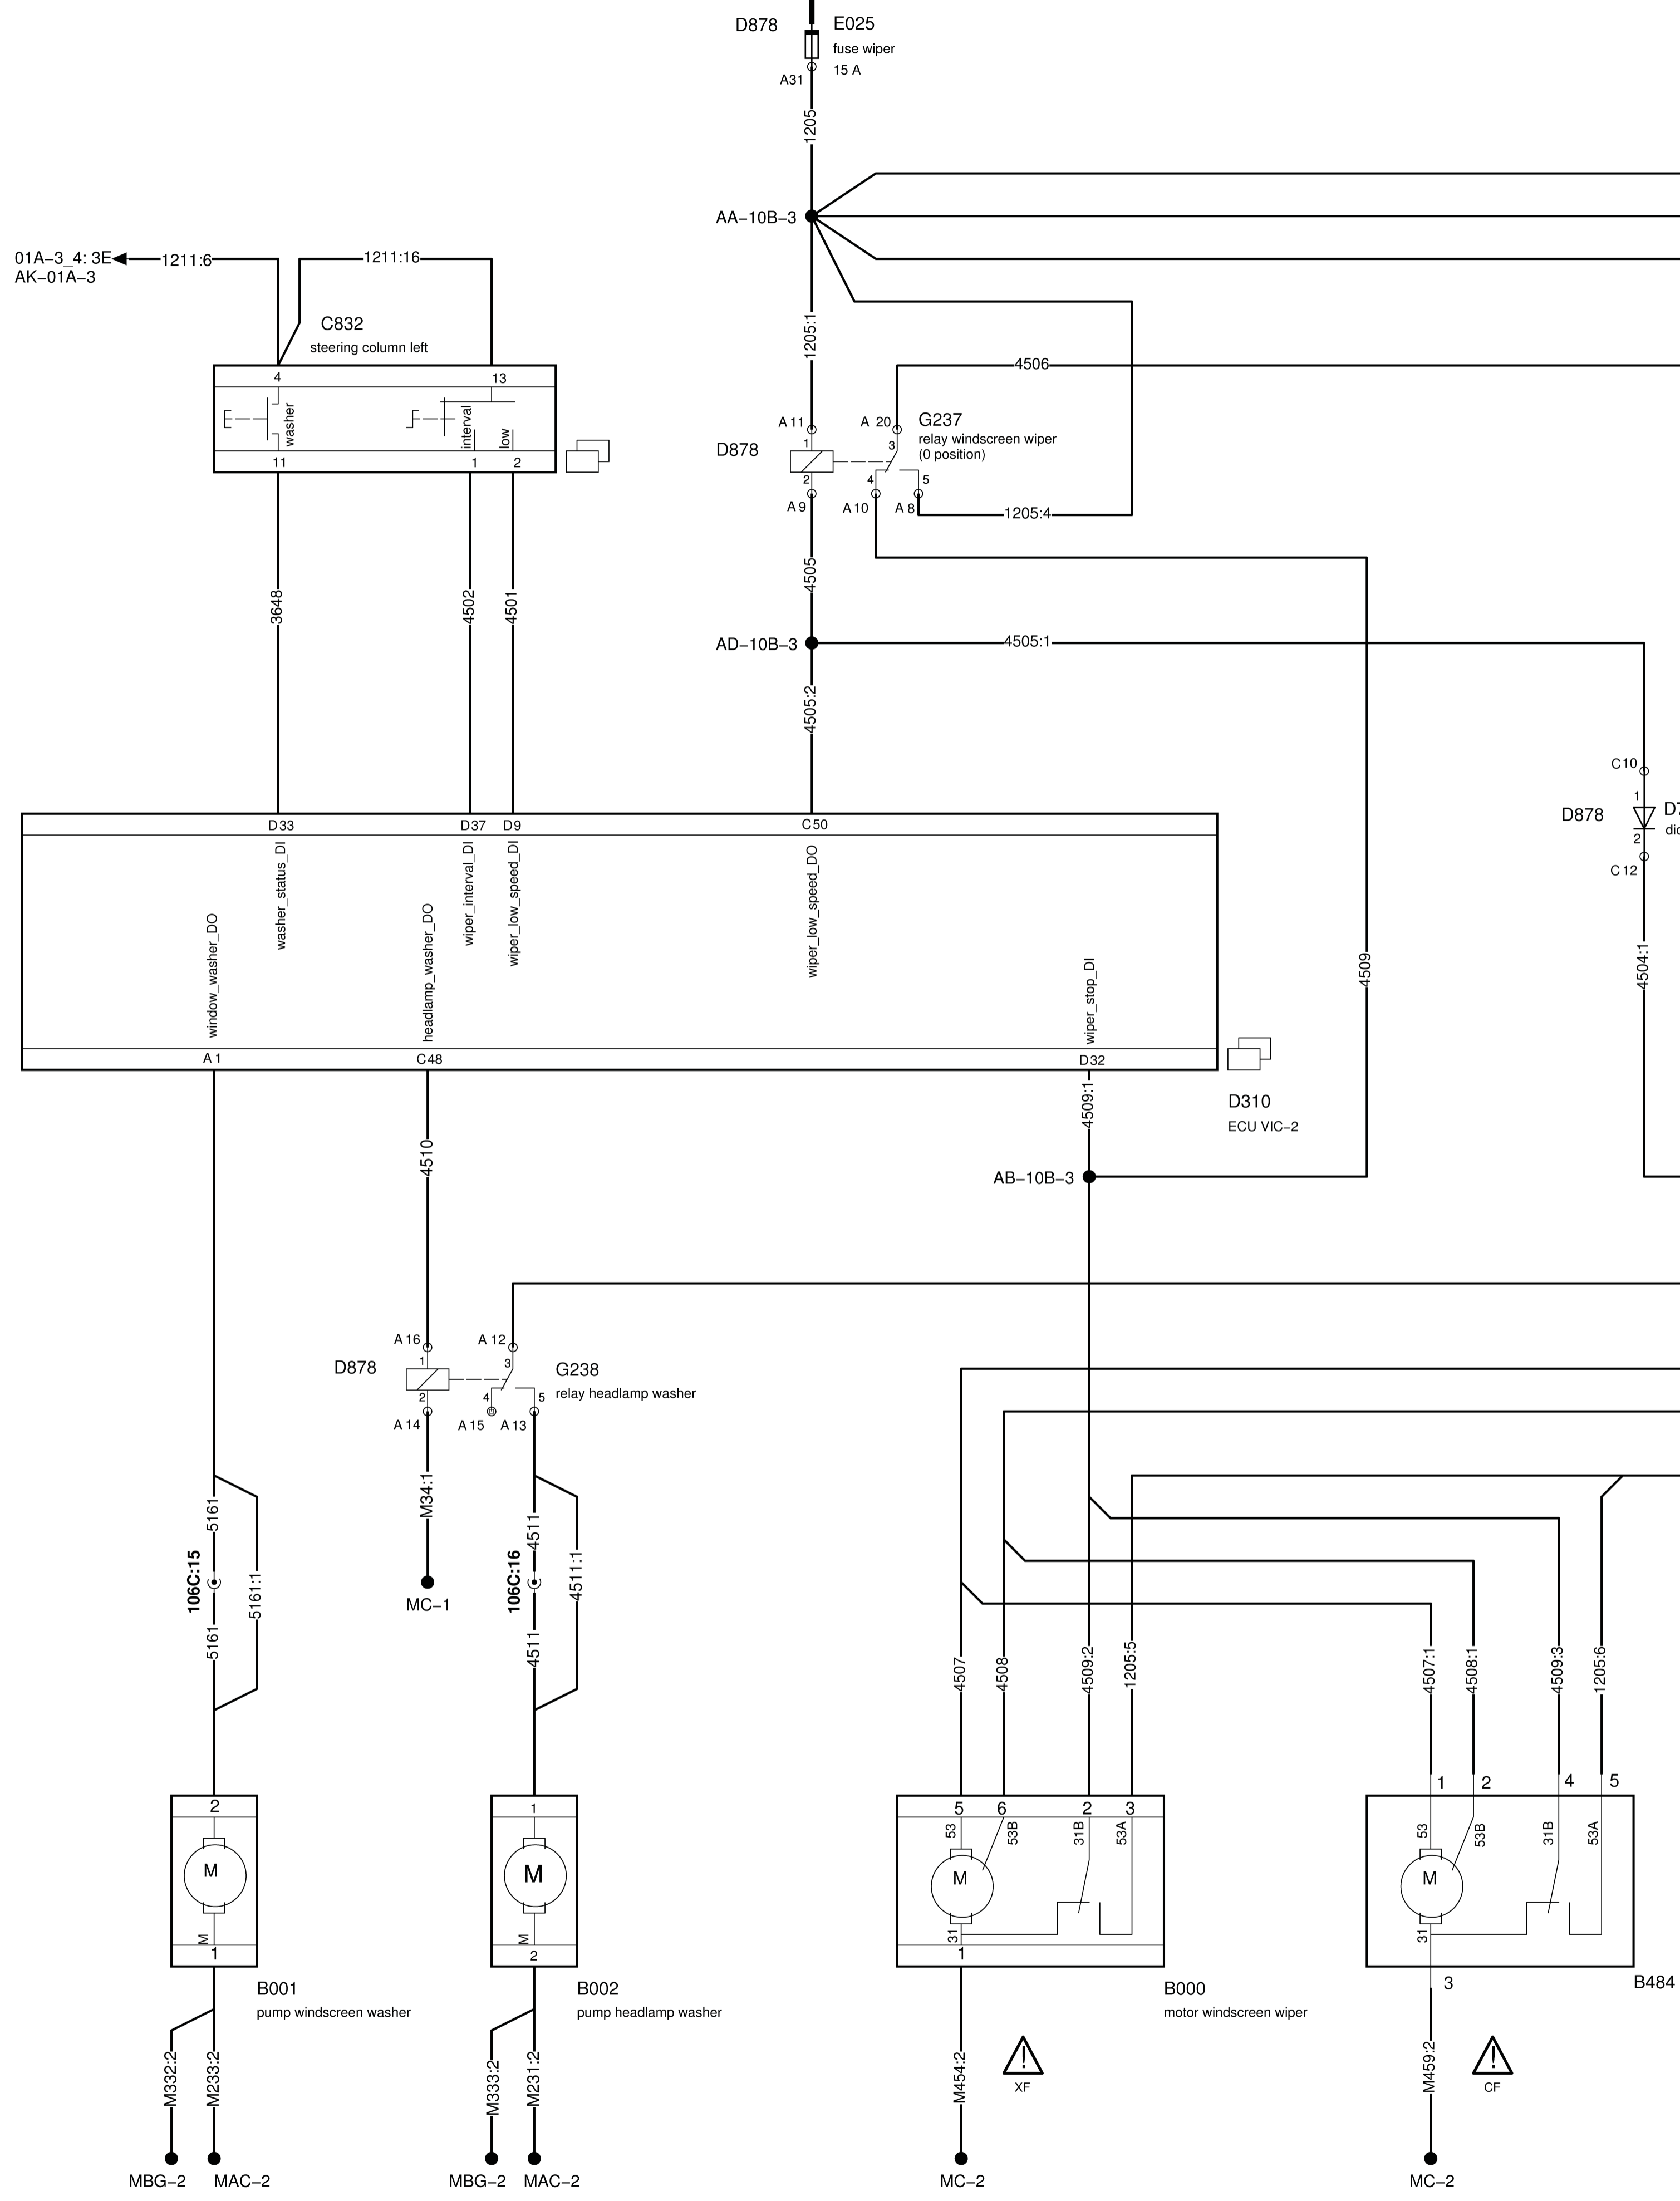 D878
E025
fuse wiper
15 A
A31
1205
AA-10B-3
01A-3_4: 3E
AK-01A-3
1211:6
1211:16
C832
steering column left
4
13
washer
interval
low
11
1
2
1205:1
4506
A 11
A 20
G237
relay windscreen wiper
(0 position)
D878
1
3
2
4
5
A 9
A 10
A 8
1205:4
3648
4502
4501
4505
AD-10B-3
4505:1
4505:2
C10
1
D878
2
C 12
D33
D37
D9
C50
washer_status_DI
wiper_interval_DI
wiper_low_speed_DI
wiper_low_speed_DO
window_washer_DO
headlamp_washer_DO
wiper_stop_DI
4509
4504:1
A 1
C48
D32
D310
ECU VIC-2
4510
4509:1
AB-10B-3
A 16
A 12
D878
1
3
G238
relay headlamp washer
2
4
5
A 14
A 15
A 13
5161
106C:15
5161
5161:1
M34:1
MC-1
4511
106C:16
4511
4511:1
4507
4508
4509:2
1205:5
4507:1
4508:1
4509:3
1205:6
2
M
M
1
B001
pump windscreen washer
1
M
M
2
B002
pump headlamp washer
5
6
2
3
53
53B
31B
53A
M
31
1
B000
motor windscreen wiper
1
2
4
5
53
53B
31B
53A
M
31
3
B484
M332:2
M233:2
M333:2
M231:2
M454:2
XF
M459:2
CF
MBG-2
MAC-2
MBG-2
MAC-2
MC-2
MC-2